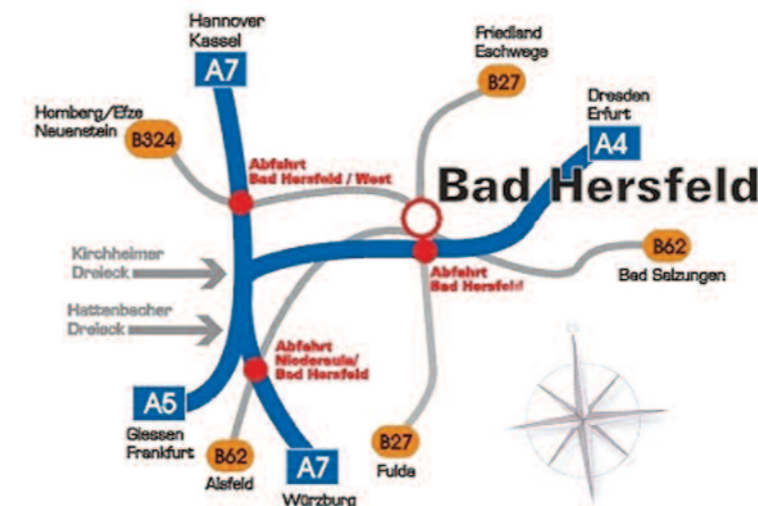 Hannover
Kassel
A7
Friedland
Eschwege
B27
Dresden
Erfurt
A4
Homberg/Efze
Neuenstein
B324
Abfahrt
Bad Hersfeld / West
Bad Hersfeld
Kirchheimer
Dreieck
B62
Bad Salzungen
Abfahrt
Bad Hersfeld
Hattenbacher
Dreieck
Abfahrt
Niederaula/
Bad Hersfeld
A5
Giessen
Frankfurt
B62
Alsfeld
A7
Würzburg
B27
Fulda